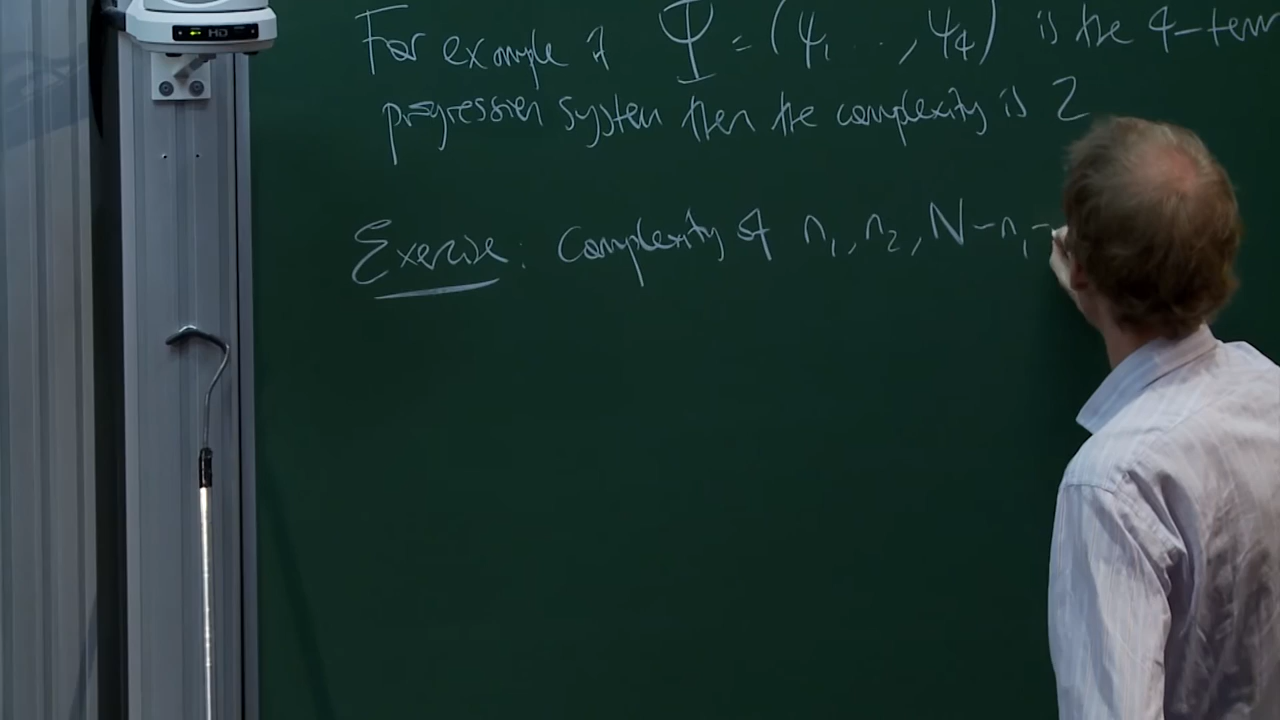 HD
For example if Ψ = (ψ₁ . . , ψ₄) is the 4-term
progression system then the complexity is 2
Exercise: Complexity of n₁, n₂, N-n₁-